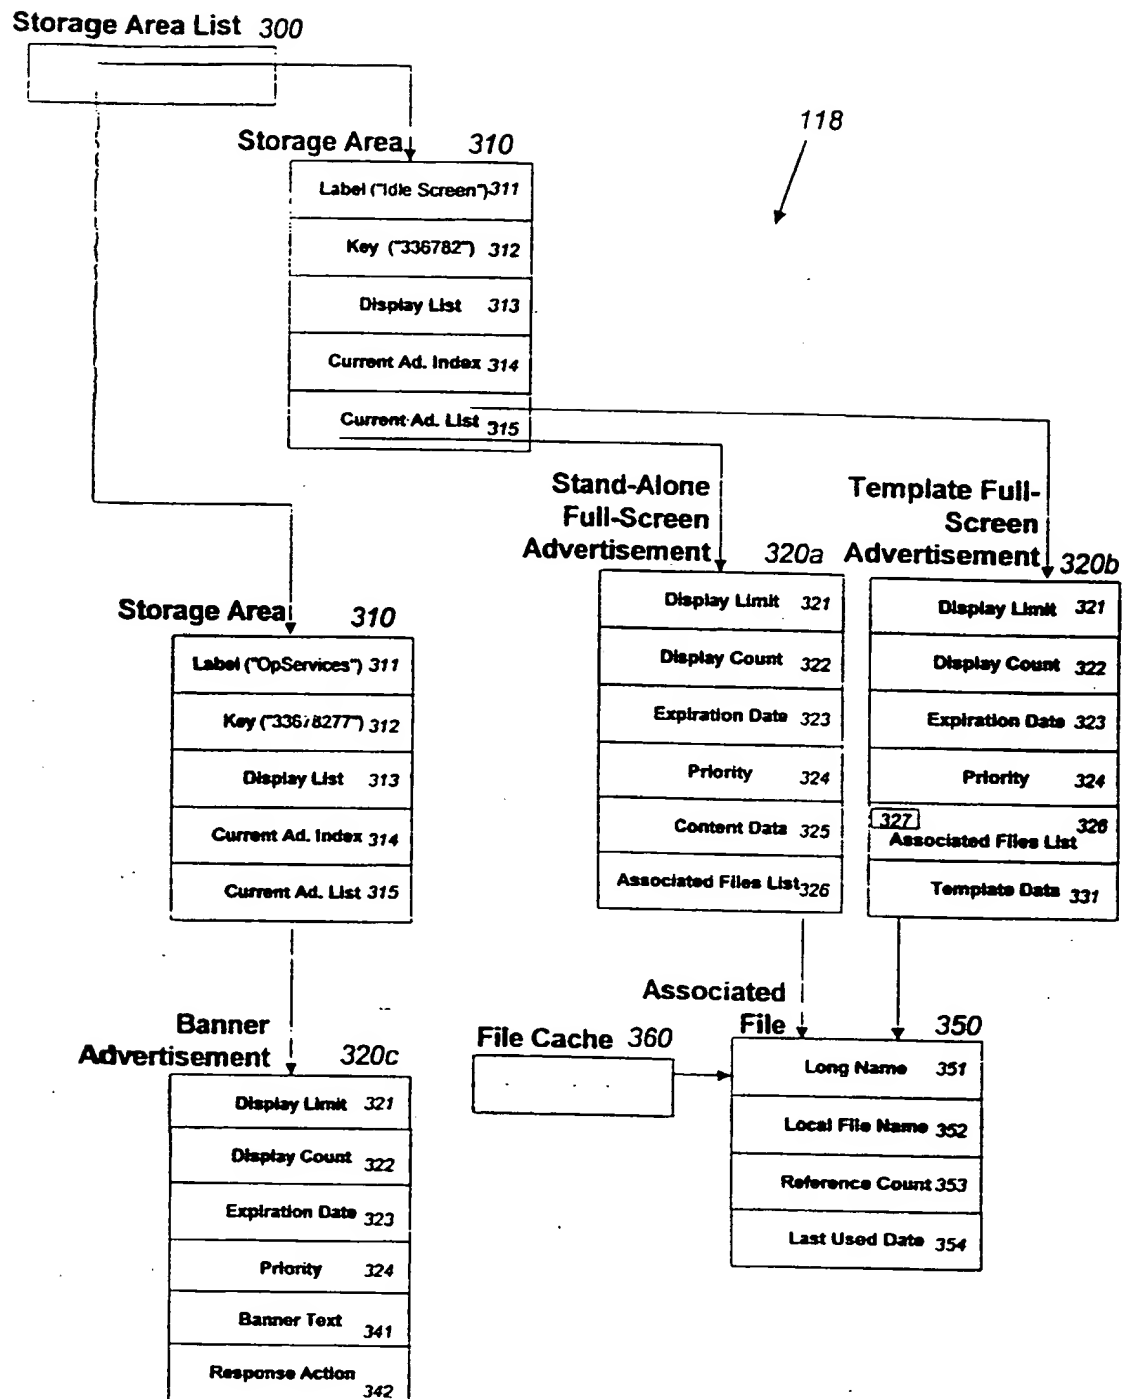 Storage Area List 300
118
Storage Area 310
Label ("Idle Screen") 311
Key ("336782") 312
Display List 313
Current Ad. Index 314
Current Ad. List 315
Stand-Alone
Full-Screen
Advertisement 320a
Template Full-
Screen
Advertisement 320b
Storage Area 310
Label ("OpServices") 311
Key ("33678277") 312
Display List 313
Current Ad. Index 314
Current Ad. List 315
Display Limit 321
Display Count 322
Expiration Date 323
Priority 324
Content Data 325
Associated Files List 326
Display Limit 321
Display Count 322
Expiration Date 323
Priority 324
327 326
Associated Files List
Template Data 331
Banner
Advertisement 320c
Display Limit 321
Display Count 322
Expiration Date 323
Priority 324
Banner Text 341
Response Action
342
File Cache 360
Associated
File 350
Long Name 351
Local File Name 352
Reference Count 353
Last Used Date 354